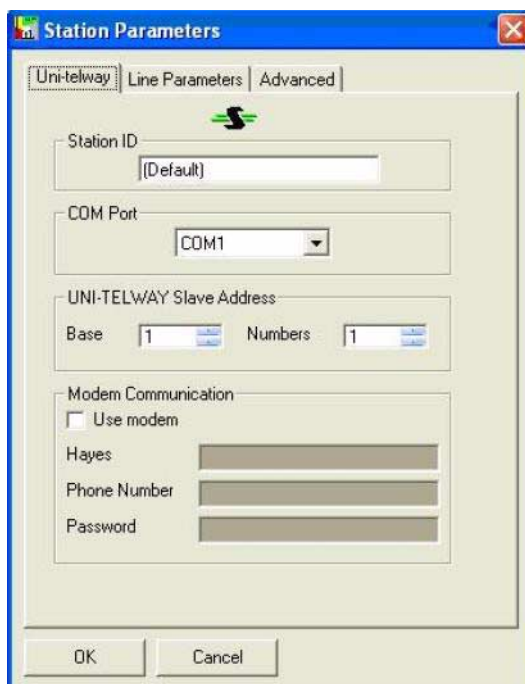 Station Parameters
Uni-telway Line Parameters Advanced
Station ID
(Default)
COM Port
COM1
UNI-TELWAY Slave Address
Base 1 Numbers 1
Modem Communication
Use modem
Hayes
Phone Number
Password
OK Cancel